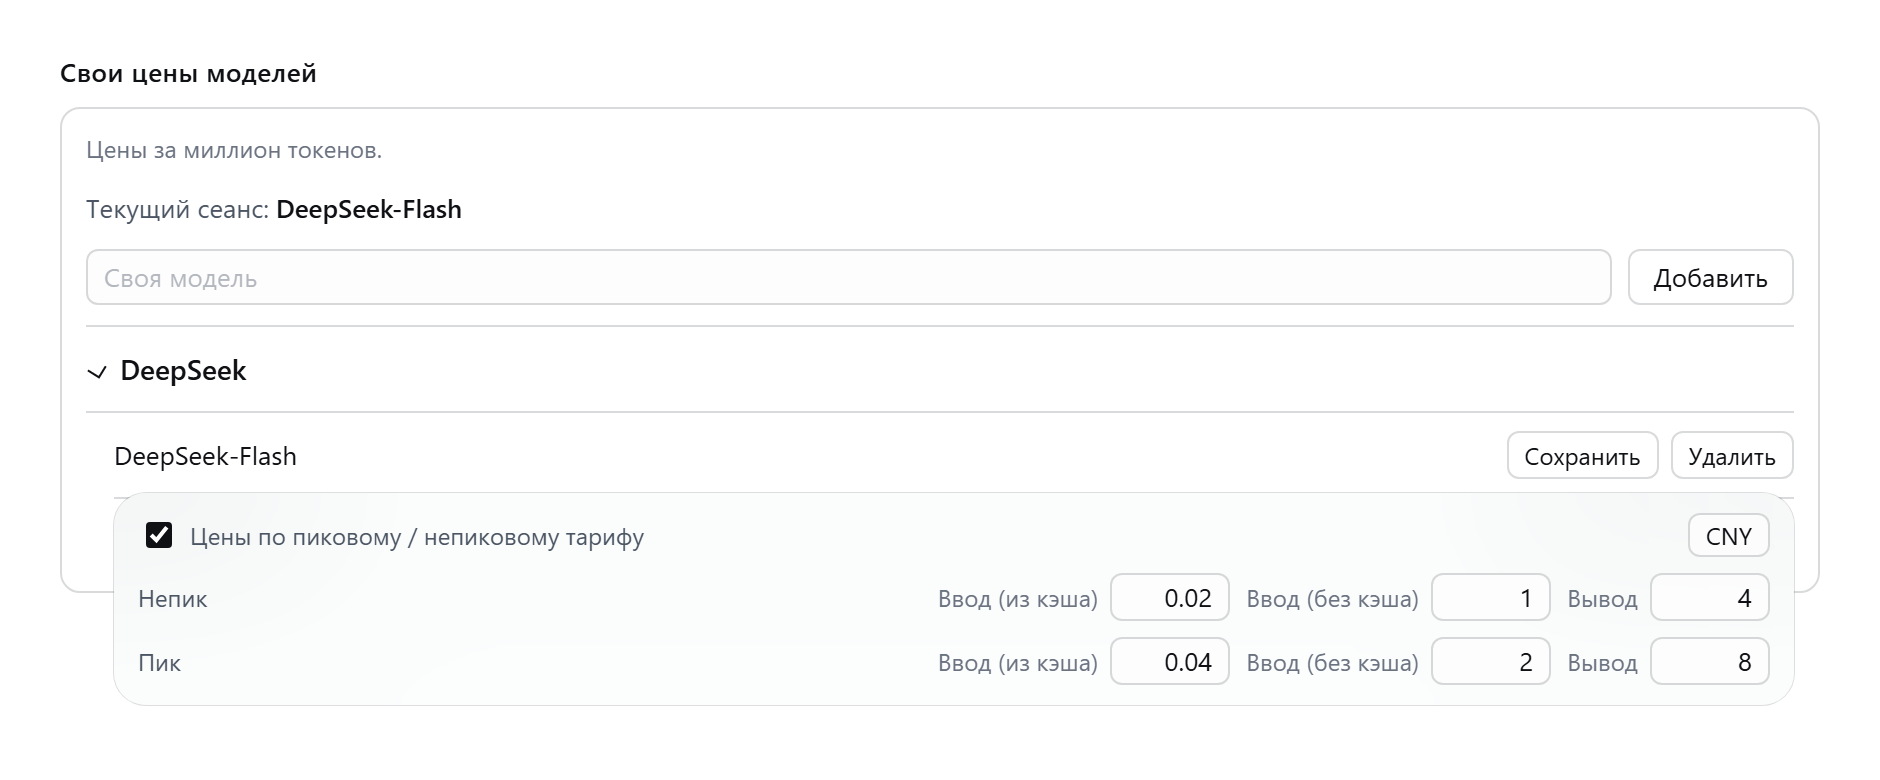 Свои цены моделей
Цены за миллион токенов.
Текущий сеанс: DeepSeek-Flash
Своя модель Добавить
DeepSeek
DeepSeek-Flash Сохранить Удалить
Цены по пиковому / непиковому тарифу CNY
Непик Ввод (из кэша) 0.02 Ввод (без кэша) 1 Вывод 4
Пик Ввод (из кэша) 0.04 Ввод (без кэша) 2 Вывод 8